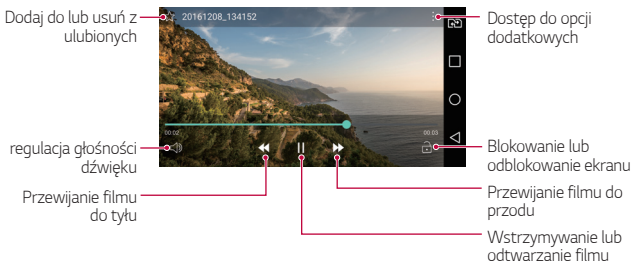 Dodaj do lub usuń z
ulubionych
20161208_134152
Dostęp do opcji
dodatkowych
00:02
00:03
regulacja głośności
dźwięku
Blokowanie lub
odblokowanie ekranu
Przewijanie filmu
do tyłu
Przewijanie filmu do
przodu
Wstrzymywanie lub
odtwarzanie filmu